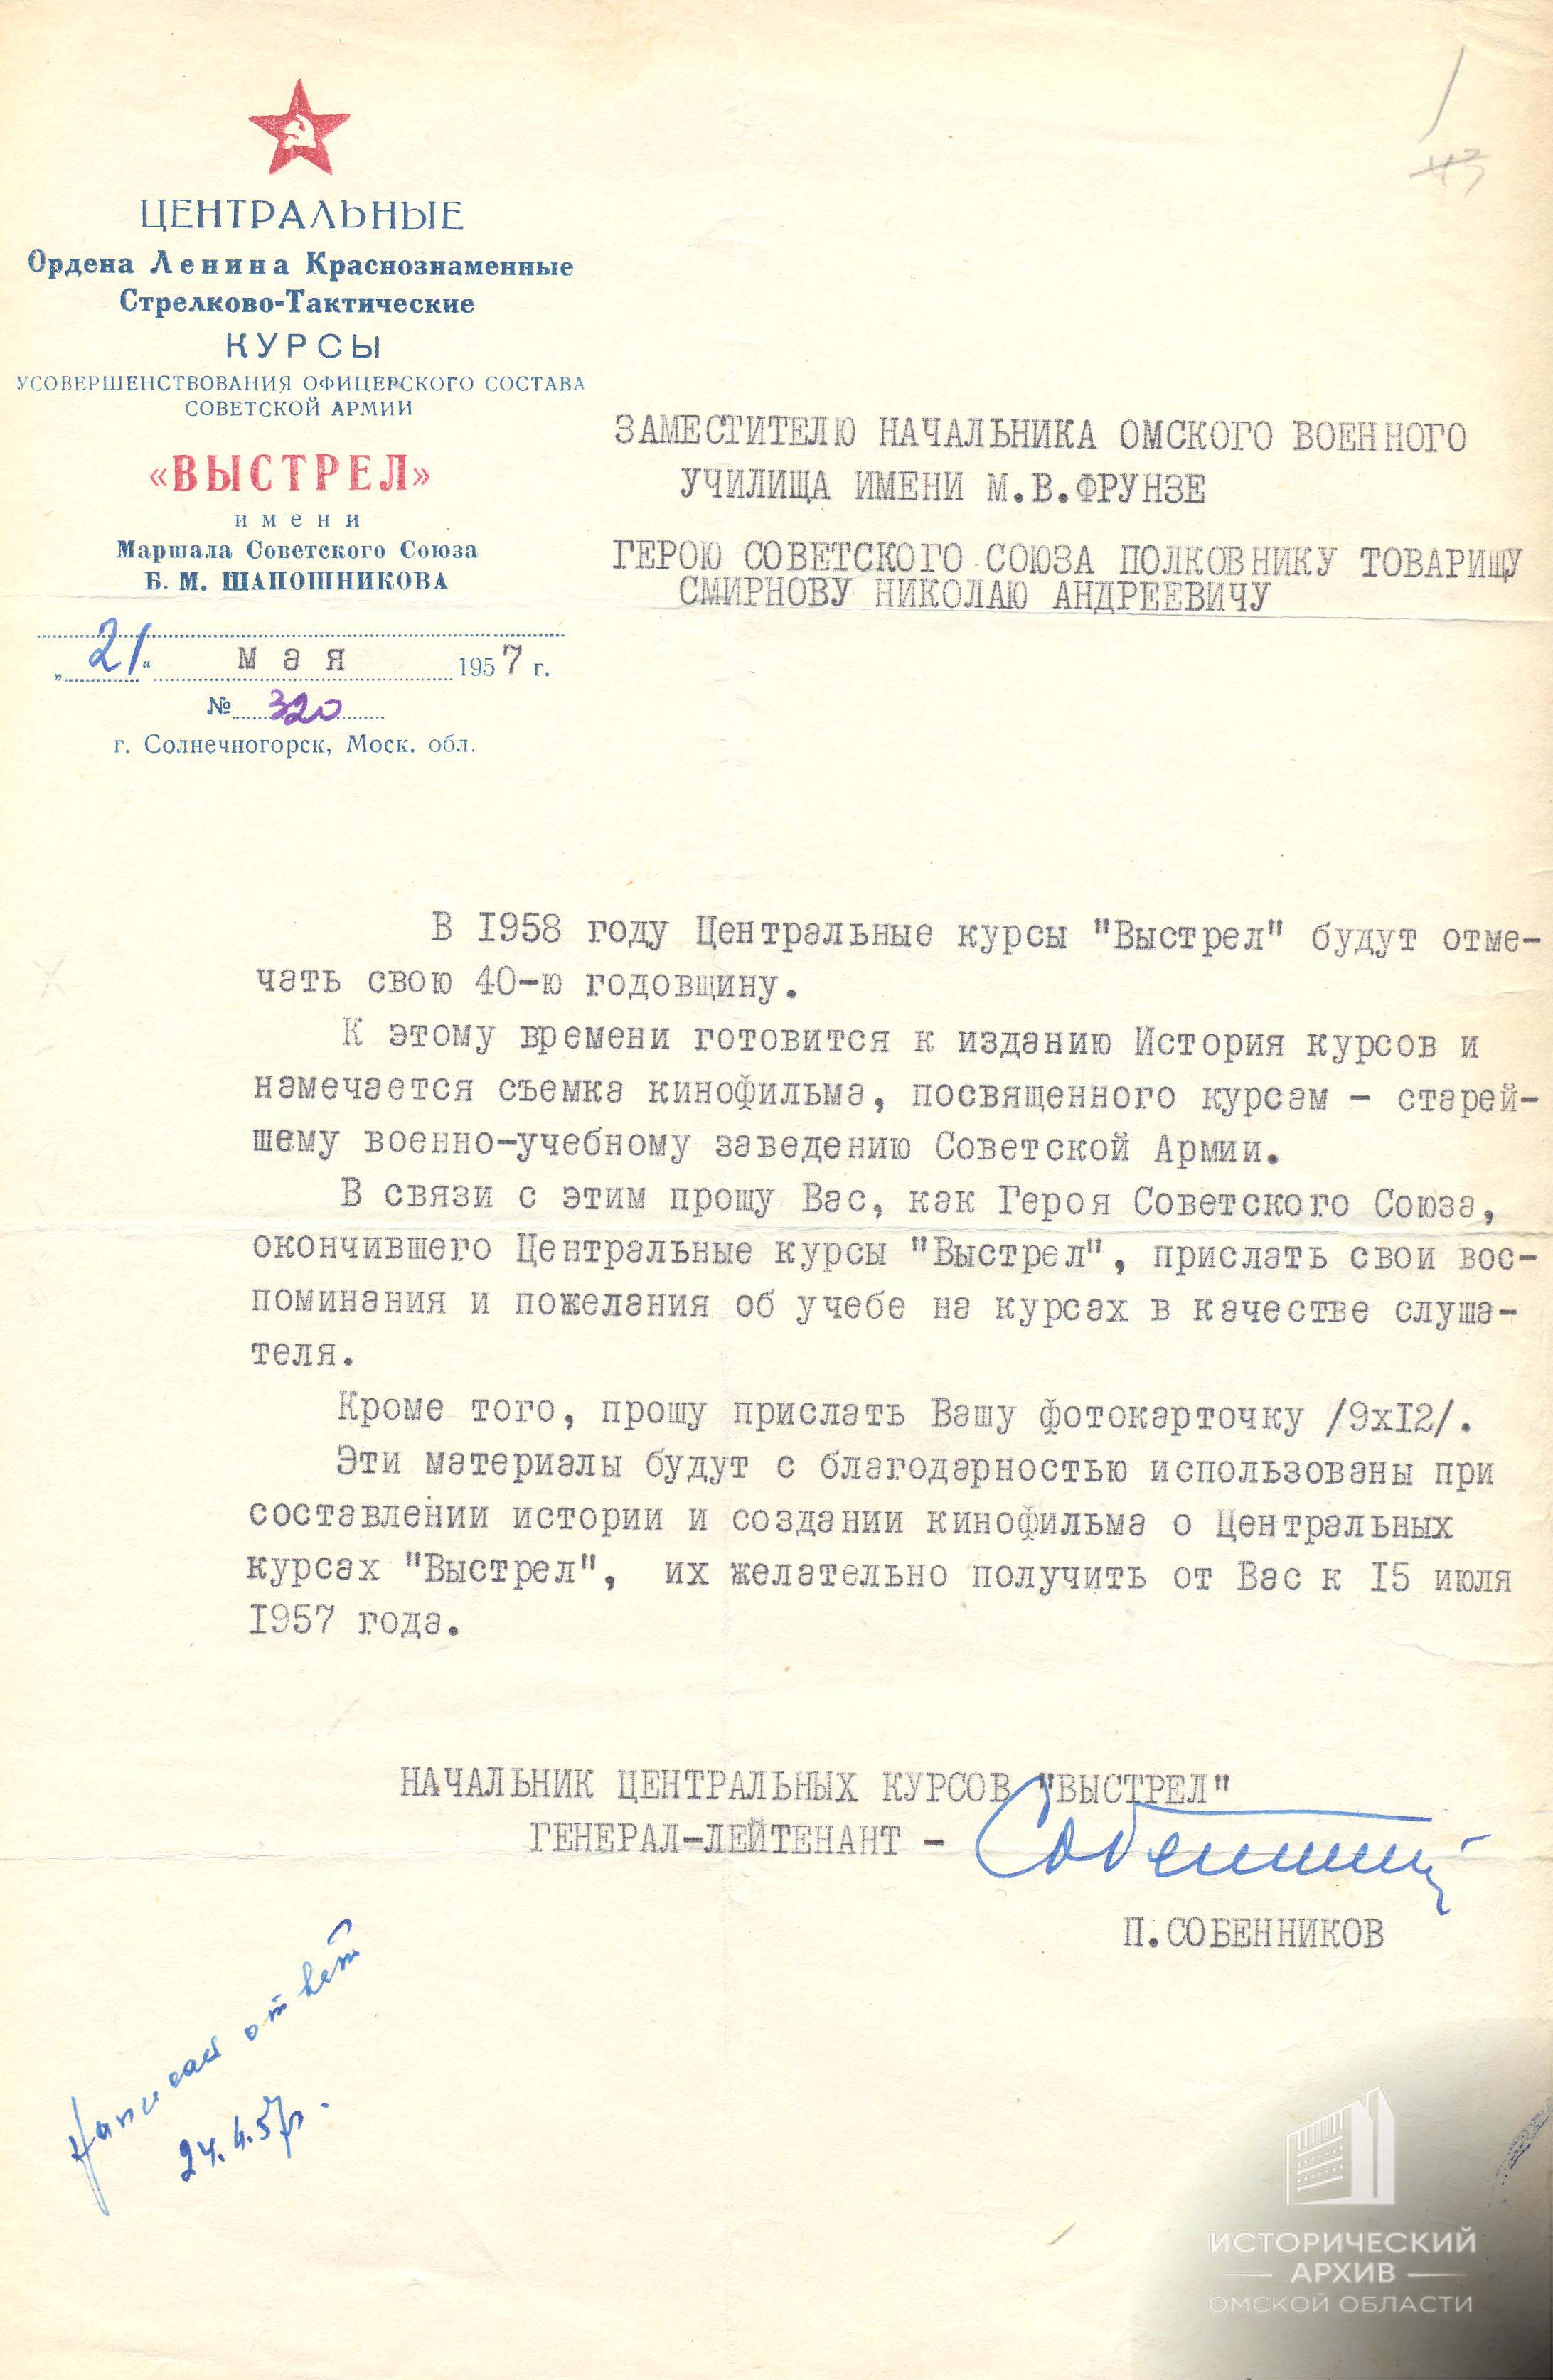 ЦЕНТРАЛЬНЫЕ
Ордена Ленина Краснознаменные
Стрелково-Тактические
КУРСЫ
УСОВЕРШЕНСТВОВАНИЯ ОФИЦЕРСКОГО СОСТАВА
СОВЕТСКОЙ АРМИИ
«ВЫСТРЕЛ»
имени
Маршала Советского Союза
Б. М. ШАПОШНИКОВА
„21“ мая 1957 г.
№ 320
г. Солнечногорск, Моск. обл.
1
43
ЗАМЕСТИТЕЛЮ НАЧАЛЬНИКА ОМСКОГО ВОЕННОГО
УЧИЛИЩА ИМЕНИ М.В.ФРУНЗЕ
ГЕРОЮ СОВЕТСКОГО СОЮЗА ПОЛКОВНИКУ ТОВАРИЩУ
СМИРНОВУ НИКОЛАЮ АНДРЕЕВИЧУ
В 1958 году Центральные курсы "Выстрел" будут отме-
чать свою 40-ю годовщину.
К этому времени готовится к изданию История курсов и
намечается съемка кинофильма, посвященного курсам - старей-
шему военно-учебному заведению Советской Армии.
В связи с этим прошу Вас, как Героя Советского Союза,
окончившего Центральные курсы "Выстрел", прислать свои вос-
поминания и пожелания об учебе на курсах в качестве слуша-
теля.
Кроме того, прошу прислать Вашу фотокарточку /9х12/.
Эти материалы будут с благодарностью использованы при
составлении истории и создании кинофильма о Центральных
курсах "Выстрел", их желательно получить от Вас к 15 июля
1957 года.
НАЧАЛЬНИК ЦЕНТРАЛЬНЫХ КУРСОВ "ВЫСТРЕЛ"
ГЕНЕРАЛ-ЛЕЙТЕНАНТ -
П.СОБЕННИКОВ
Написал ответ
24.6.57г.
ИСТОРИЧЕСКИЙ
АРХИВ
ОМСКОЙ ОБЛАСТИ